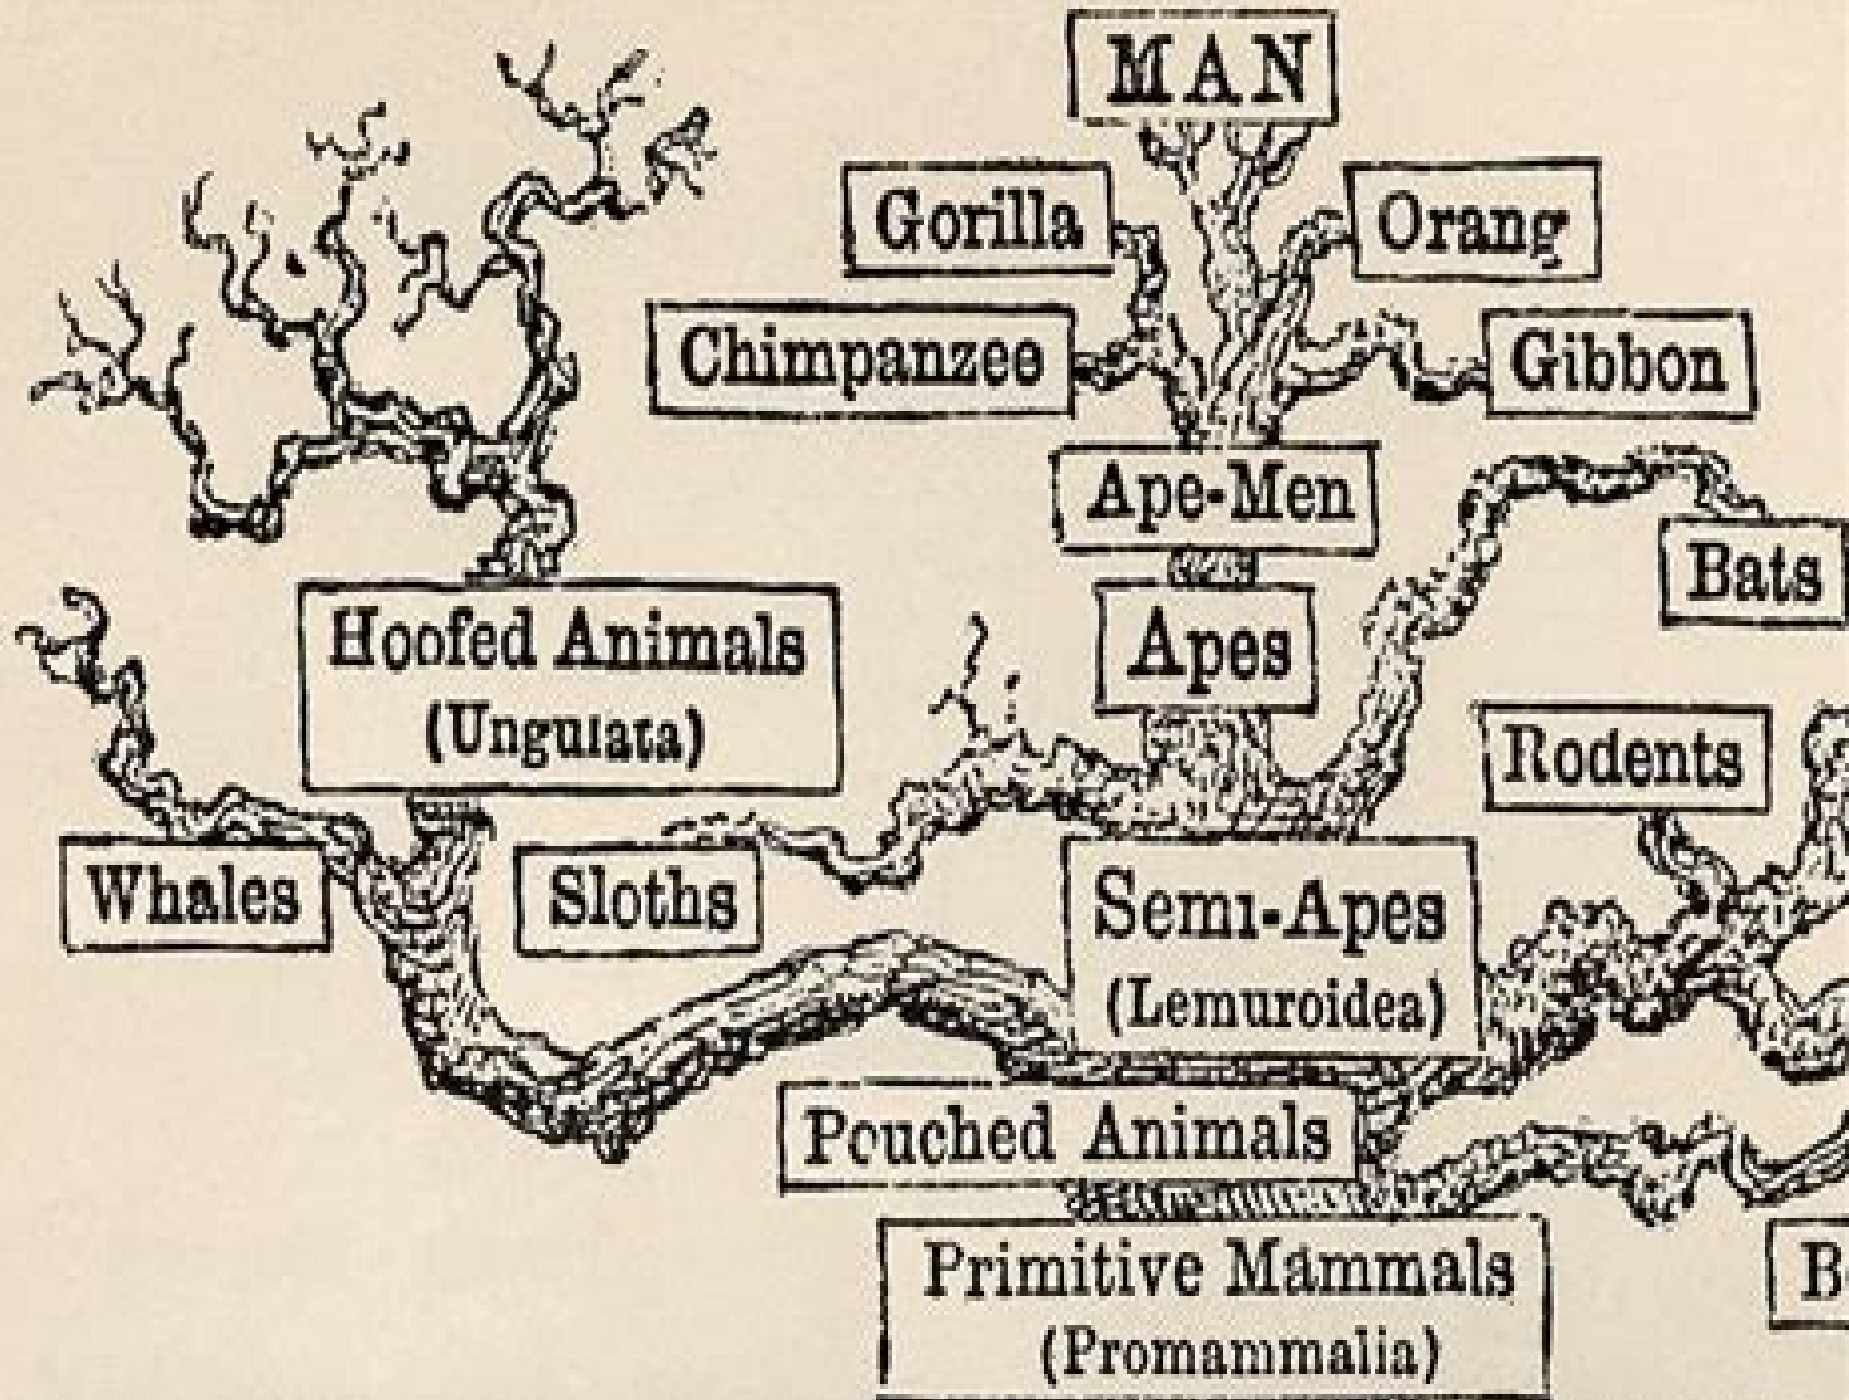 MAN
Gorilla
Orang
Chimpanzee
Gibbon
Ape-Men
Bats
Hoofed Animals
(Ungulata)
Apes
Rodents
Whales
Sloths
Semi-Apes
(Lemuroidea)
Pouched Animals
Primitive Mammals
(Promammalia)